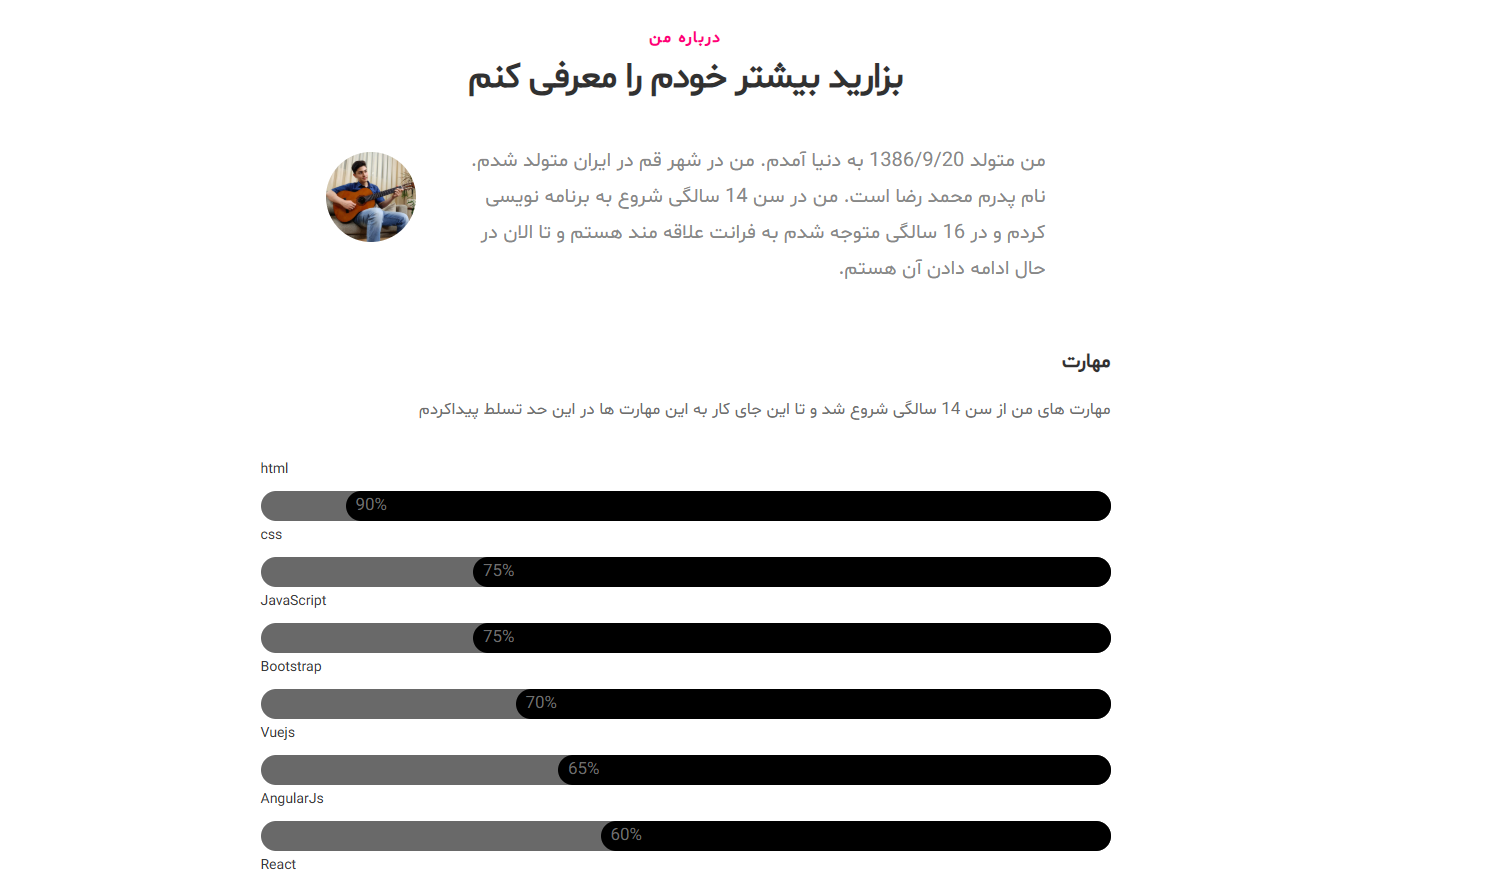 درباره من
بزارید بیشتر خودم را معرفی کنم
من متولد 1386/9/20 به دنیا آمدم. من در شهر قم در ایران متولد شدم.
نام پدرم محمد رضا است. من در سن 14 سالگی شروع به برنامه نویسی
کردم و در 16 سالگی متوجه شدم به فرانت علاقه مند هستم و تا الان در
حال ادامه دادن آن هستم.
مهارت
مهارت های من از سن 14 سالگی شروع شد و تا این جای کار به این مهارت ها در این حد تسلط پیداکردم
html
90%
css
75%
JavaScript
75%
Bootstrap
70%
Vuejs
65%
AngularJs
60%
React